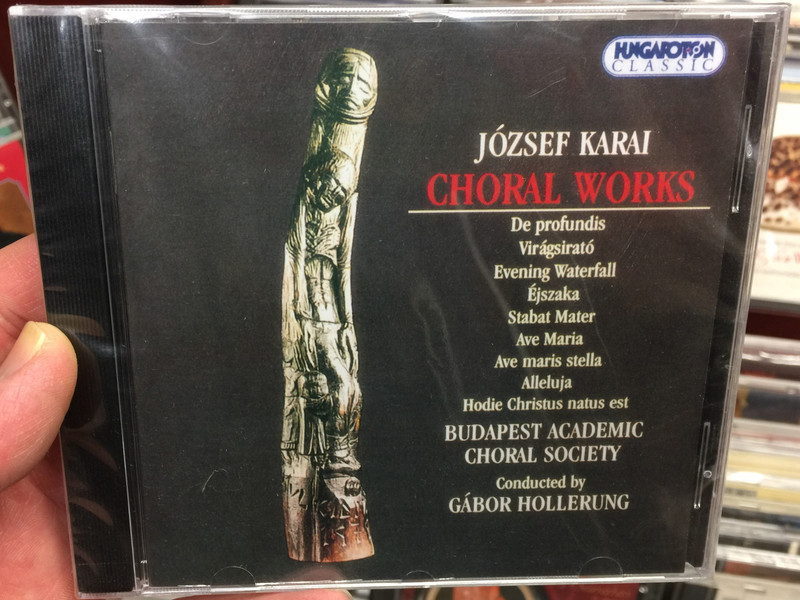 HUNGAROTON
CLASSIC
JÓZSEF KARAI
CHORAL WORKS
De profundis
Virágsirató
Evening Waterfall
Éjszaka
Stabat Mater
Ave Maria
Ave maris stella
Alleluja
Hodie Christus natus est
BUDAPEST ACADEMIC
CHORAL SOCIETY
Conducted by
GÁBOR HOLLERUNG